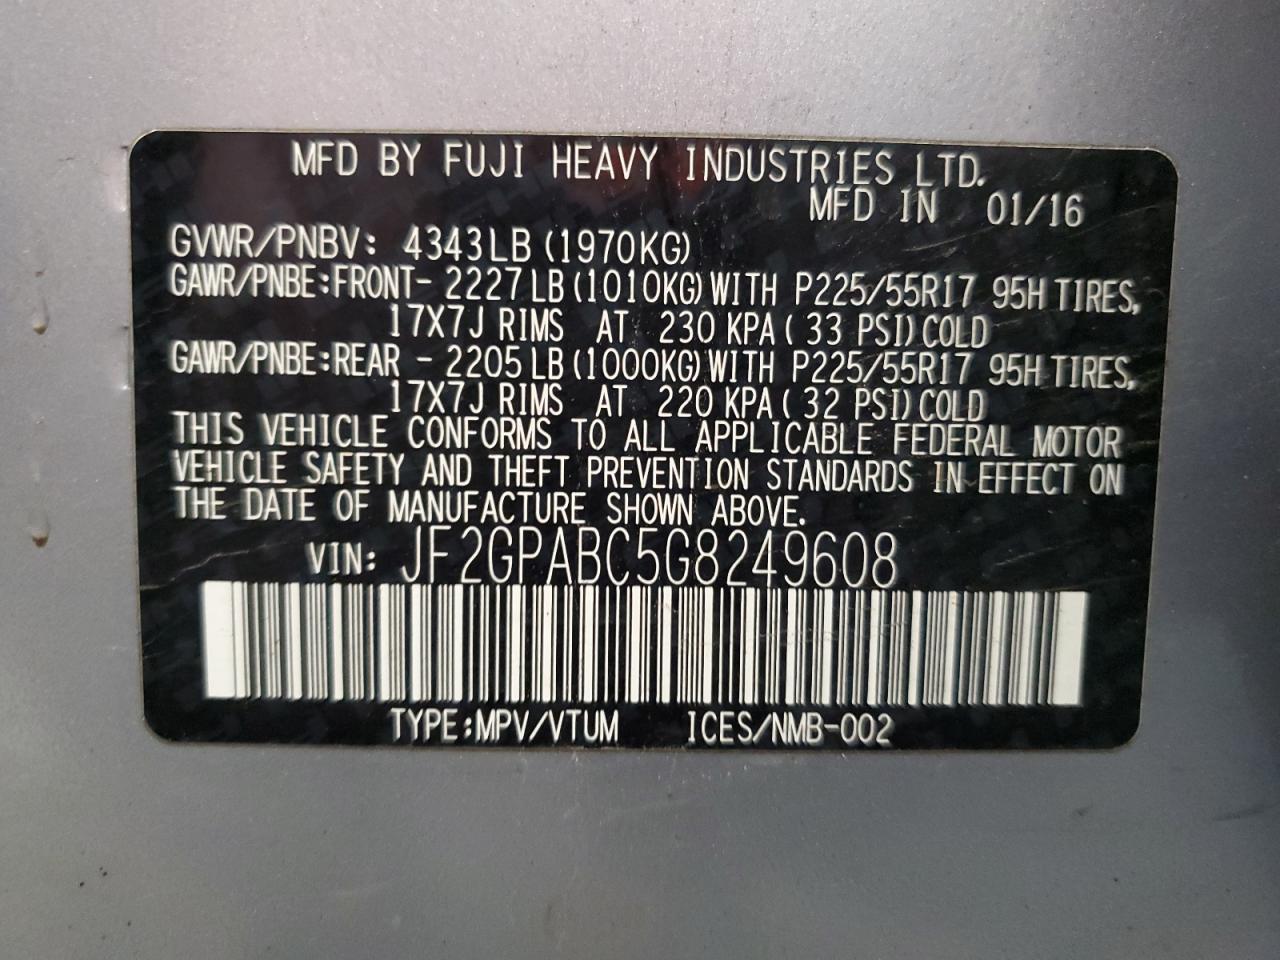 MFD BY FUJI HEAVY INDUSTRIES LTD.
MFD IN 01/16
GVWR/PNBV: 4343LB (1970KG)
GAWR/PNBE:FRONT- 2227 LB (1010KG) WITH P225/55R17 95H TIRES,
17X7J RIMS AT 230 KPA ( 33 PSI) COLD
GAWR/PNBE:REAR - 2205 LB (1000KG) WITH P225/55R17 95H TIRES,
17X7J RIMS AT 220 KPA ( 32 PSI) COLD
THIS VEHICLE CONFORMS TO ALL APPLICABLE FEDERAL MOTOR
VEHICLE SAFETY AND THEFT PREVENTION STANDARDS IN EFFECT ON
THE DATE OF MANUFACTURE SHOWN ABOVE.
VIN: JF2GPABC5G8249608
TYPE:MPV/VTUM ICES/NMB-002